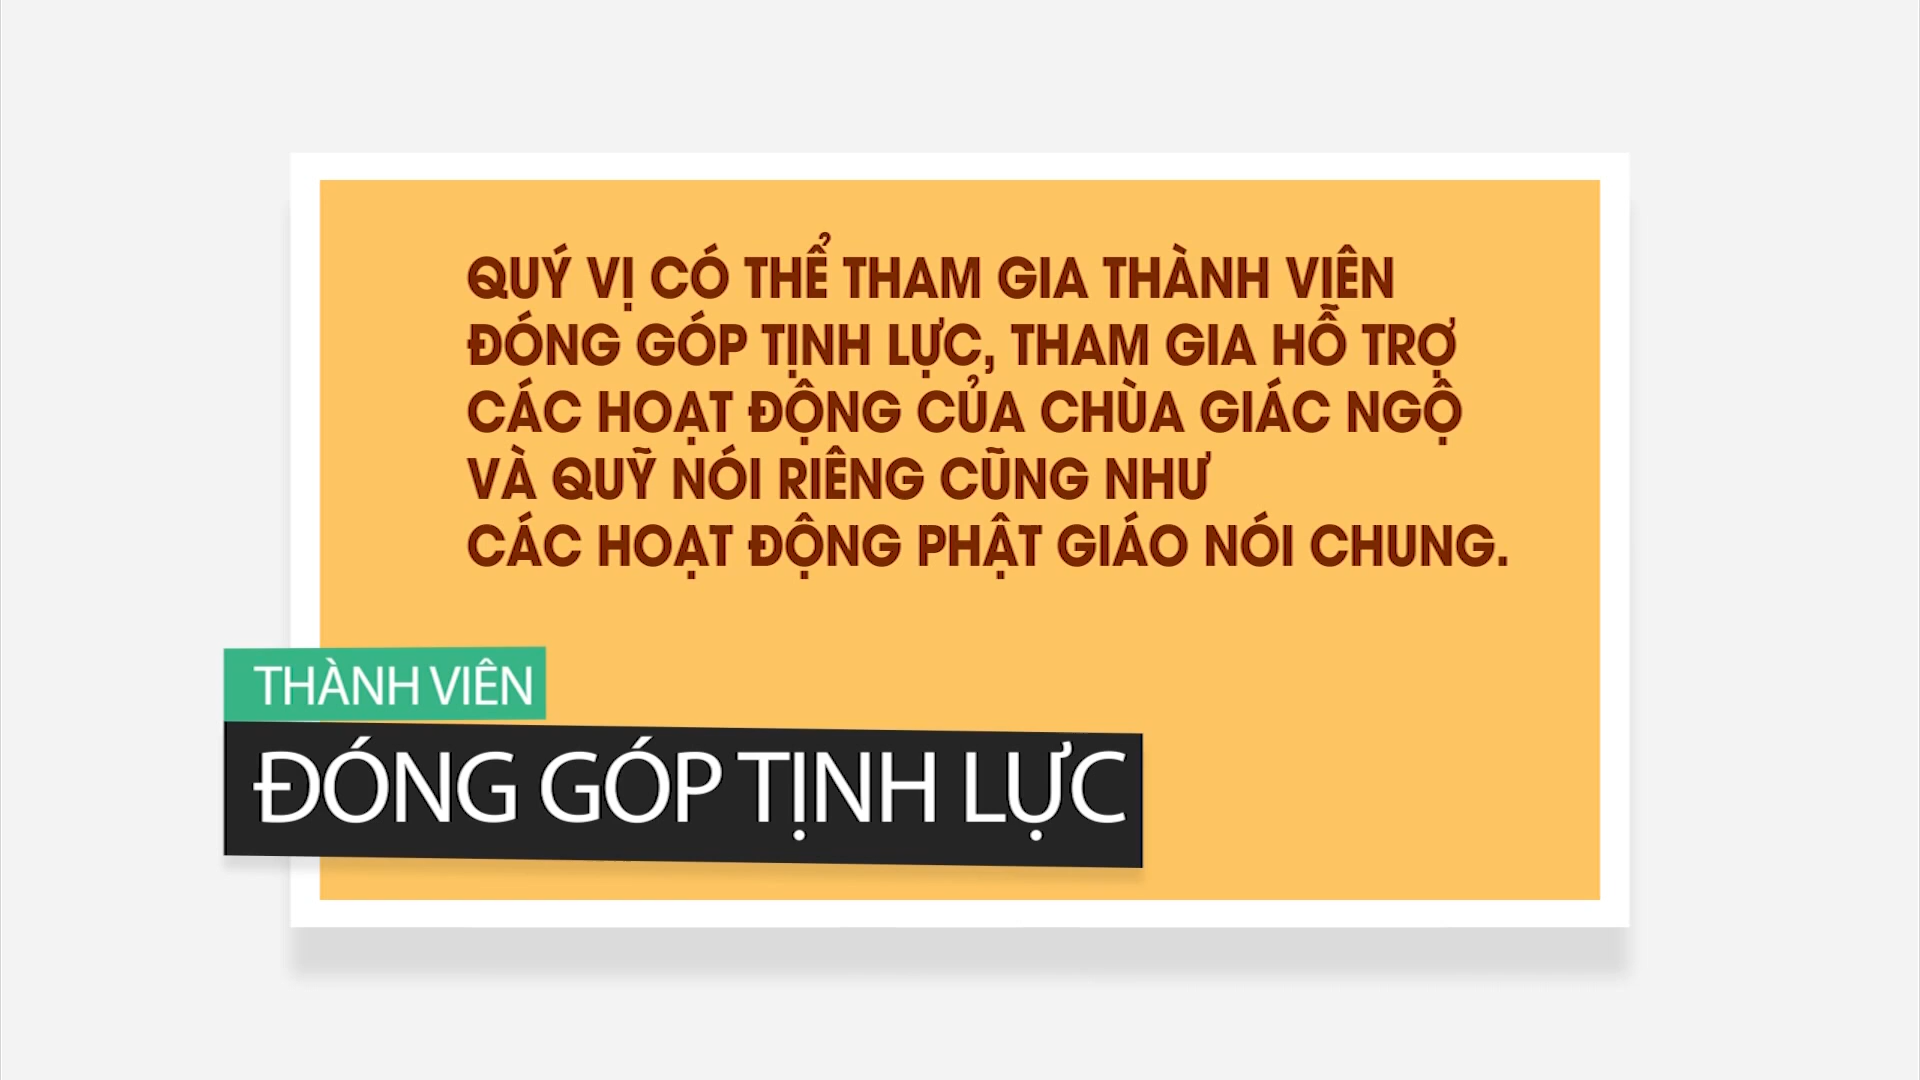 QUÝ VỊ CÓ THỂ THAM GIA THÀNH VIÊN
ĐÓNG GÓP TỊNH LỰC, THAM GIA HỖ TRỢ
CÁC HOẠT ĐỘNG CỦA CHÙA GIÁC NGỘ
VÀ QUỸ NÓI RIÊNG CŨNG NHƯ
CÁC HOẠT ĐỘNG PHẬT GIÁO NÓI CHUNG.
THÀNH VIÊN
ĐÓNG GÓP TỊNH LỰC